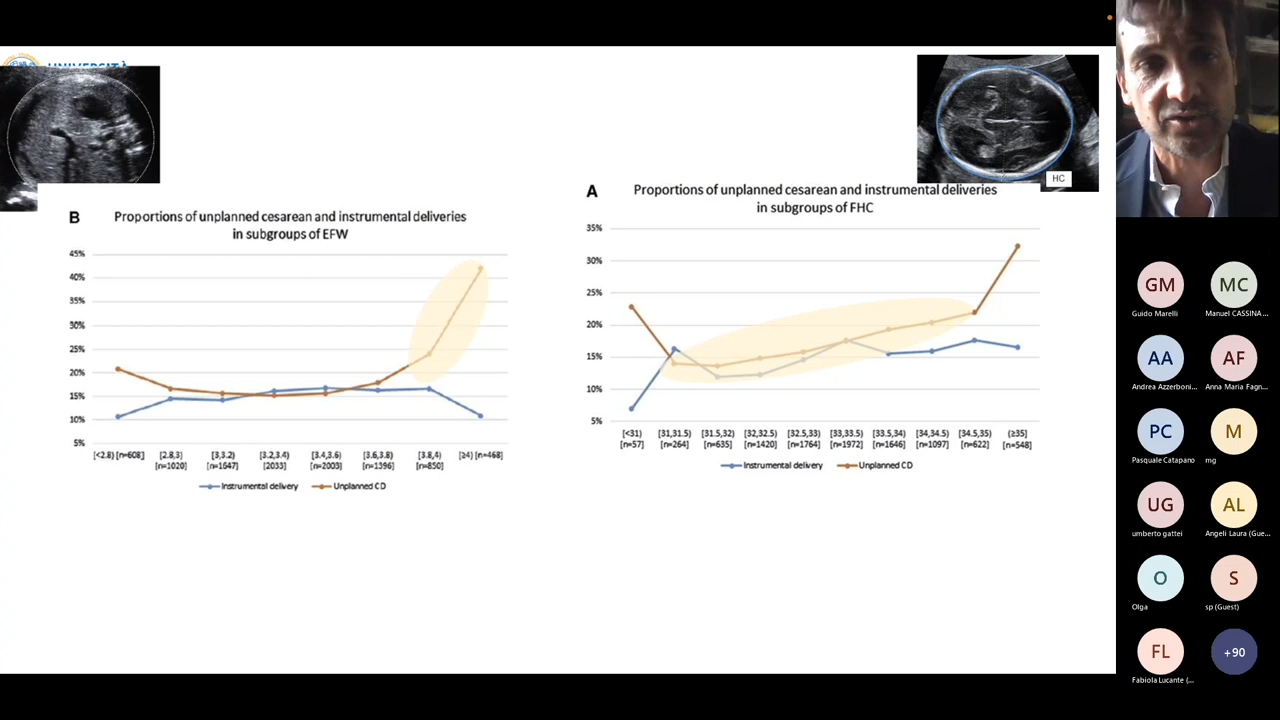 UNIVERSITÀ
HC
B
Proportions of unplanned cesarean and instrumental deliveries
in subgroups of EFW
45%
40%
35%
30%
25%
20%
15%
10%
5%
[<2.8) [n=608] [2.8,3) [3,3.2) [3.2,3.4) [3.4,3.6) [3.6,3.8) [3.8,4) [≥4) [n=468]
[n=1020] [n=1647] [2033] [n=2003] [n=1396] [n=850]
Instrumental delivery Unplanned CD
A
Proportions of unplanned cesarean and instrumental deliveries
in subgroups of FHC
35%
30%
25%
20%
15%
10%
5%
[<31) [31,31.5) [31.5,32) [32,32.5) [32.5,33) [33,33.5) [33.5,34) [34,34.5) [34.5,35) (≥35]
[n=57] [n=264) [n=635] [n=1420] [n=1764] [n=1972] [n=1646] [n=1097] [n=622] [n=548]
Instrumental delivery Unplanned CD
GM MC
Guido Marelli Manuel CASSINA ...
AA AF
Andrea Azzerboni... Anna Maria Fagn...
PC M
Pasquale Catapano mg
UG AL
umberto gattei Angeli Laura (Gue...
O S
Olga sp (Guest)
FL +90
Fabiola Lucante (...